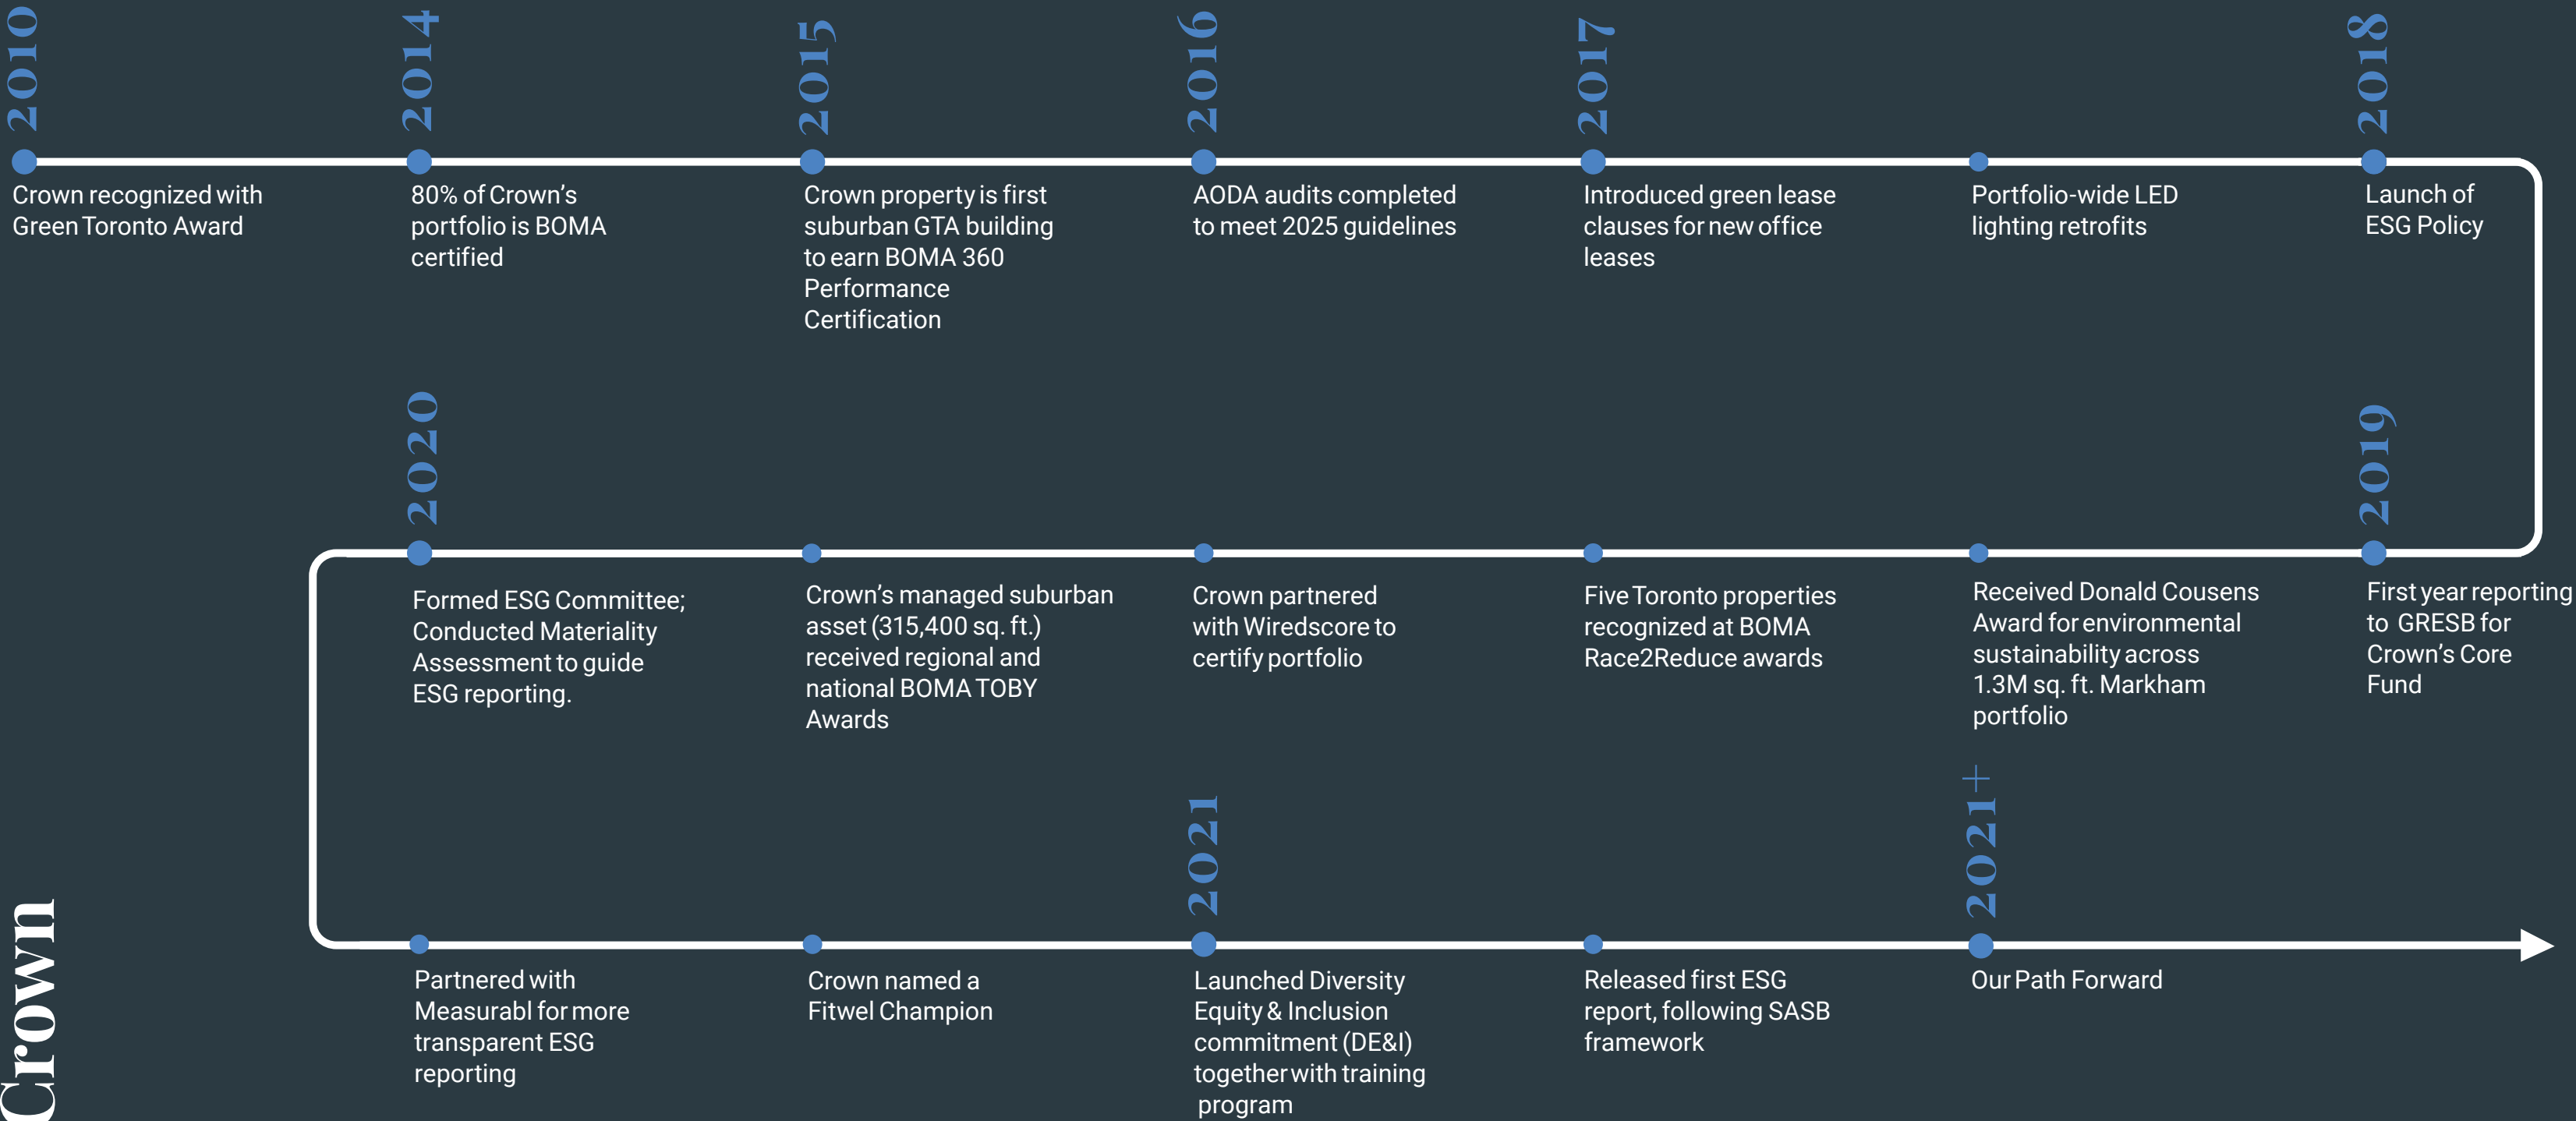 2010
Crown recognized with
Green Toronto Award
2014
80% of Crown's
portfolio is BOMA
certified
2015
Crown property is first
suburban GTA building
to earn BOMA 360
Performance
Certification
2016
AODA audits completed
to meet 2025 guidelines
2017
Introduced green lease
clauses for new office
leases
Portfolio-wide LED
lighting retrofits
2018
Launch of
ESG Policy
2019
First year reporting
to GRESB for
Crown's Core
Fund
Received Donald Cousens
Award for environmental
sustainability across
1.3M sq. ft. Markham
portfolio
Five Toronto properties
recognized at BOMA
Race2Reduce awards
Crown partnered
with Wiredscore to
certify portfolio
Crown's managed suburban
asset (315,400 sq. ft.)
received regional and
national BOMA TOBY
Awards
2020
Formed ESG Committee;
Conducted Materiality
Assessment to guide
ESG reporting.
Partnered with
Measurabl for more
transparent ESG
reporting
Crown named a
Fitwel Champion
2021
Launched Diversity
Equity & Inclusion
commitment (DE&I)
together with training
program
Released first ESG
report, following SASB
framework
2021+
Our Path Forward
Crown